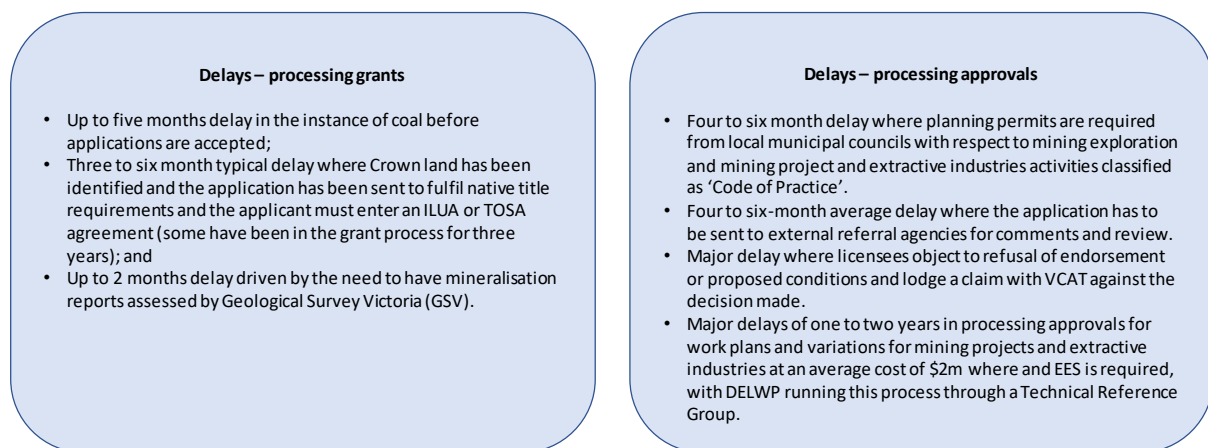 Delays – processing grants
• Up to five months delay in the instance of coal before
applications are accepted;
• Three to six month typical delay where Crown land has been
identified and the application has been sent to fulfil native title
requirements and the applicant must enter an ILUA or TOSA
agreement (some have been in the grant process for three
years); and
• Up to 2 months delay driven by the need to have mineralisation
reports assessed by Geological Survey Victoria (GSV).
Delays – processing approvals
• Four to six month delay where planning permits are required
from local municipal councils with respect to mining exploration
and mining project and extractive industries activities classified
as ‘Code of Practice’.
• Four to six-month average delay where the application has to
be sent to external referral agencies for comments and review.
• Major delay where licensees object to refusal of endorsement
or proposed conditions and lodge a claim with VCAT against the
decision made.
• Major delays of one to two years in processing approvals for
work plans and variations for mining projects and extractive
industries at an average cost of $2m where and EES is required,
with DELWP running this process through a Technical Reference
Group.